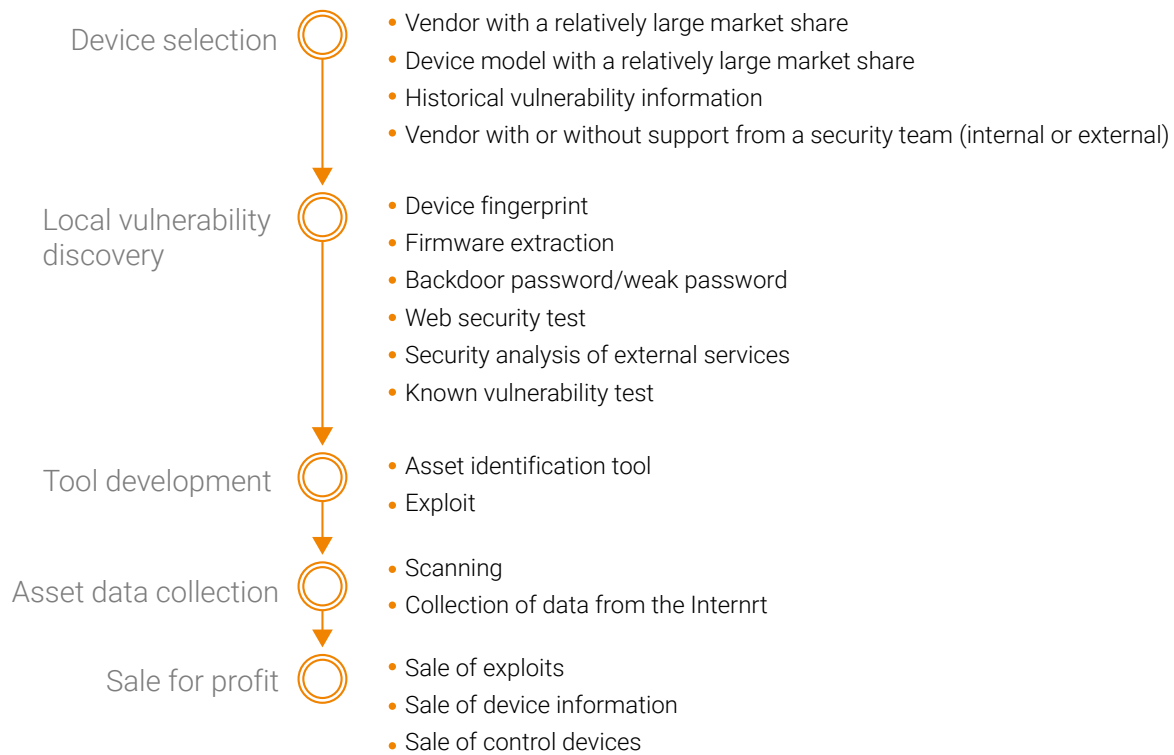 Device selection
Vendor with a relatively large market share
Device model with a relatively large market share
Historical vulnerability information
Vendor with or without support from a security team (internal or external)
Local vulnerability
discovery
Device fingerprint
Firmware extraction
Backdoor password/weak password
Web security test
Security analysis of external services
Known vulnerability test
Tool development
Asset identification tool
Exploit
Asset data collection
Scanning
Collection of data from the Internrt
Sale for profit
Sale of exploits
Sale of device information
Sale of control devices